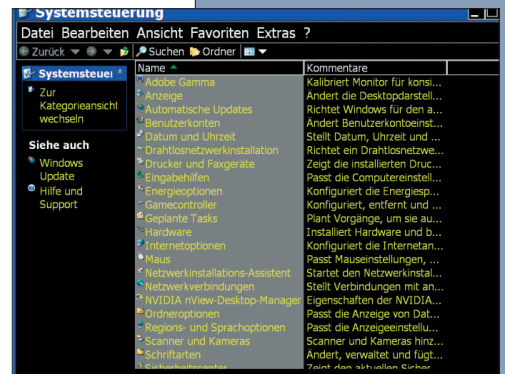 Systemsteuerung
Datei Bearbeiten Ansicht Favoriten Extras ?
Zurück Suchen Ordner
Systemsteuei
Zur
Kategorieansicht
wechseln
Siehe auch
Windows
Update
Hilfe und
Support
Name Kommentare
Adobe Gamma Kalibriert Monitor für konsi...
Anzeige Ändert die Desktopdarstell...
Automatische Updates Richtet Windows für den a...
Benutzerkonten Ändert Benutzerkontoeinst...
Datum und Uhrzeit Stellt Datum, Uhrzeit und ...
Drahtlosnetzwerkinstallation Richtet ein Drahtlosnetzwe...
Drucker und Faxgeräte Zeigt die installierten Druc...
Eingabehilfen Passt die Computereinstell...
Energieoptionen Konfiguriert die Energiesp...
Gamecontroller Konfiguriert, entfernt und ...
Geplante Tasks Plant Vorgänge, um sie au...
Hardware Installiert Hardware und b...
Internetoptionen Konfiguriert die Internetan...
Maus Passt Mauseinstellungen, ...
Netzwerkinstallations-Assistent Startet den Netzwerkinstal...
Netzwerkverbindungen Stellt Verbindungen mit an...
NVIDIA nView-Desktop-Manager Eigenschaften der NVIDIA...
Ordneroptionen Passt die Anzeige von Dat...
Regions- und Sprachoptionen Passt die Anzeigeeinstellu...
Scanner und Kameras Scanner und Kameras hinz...
Schriftarten Ändert, verwaltet und fügt...
Sicherheitscenter Zeigt den aktuellen Sicher...